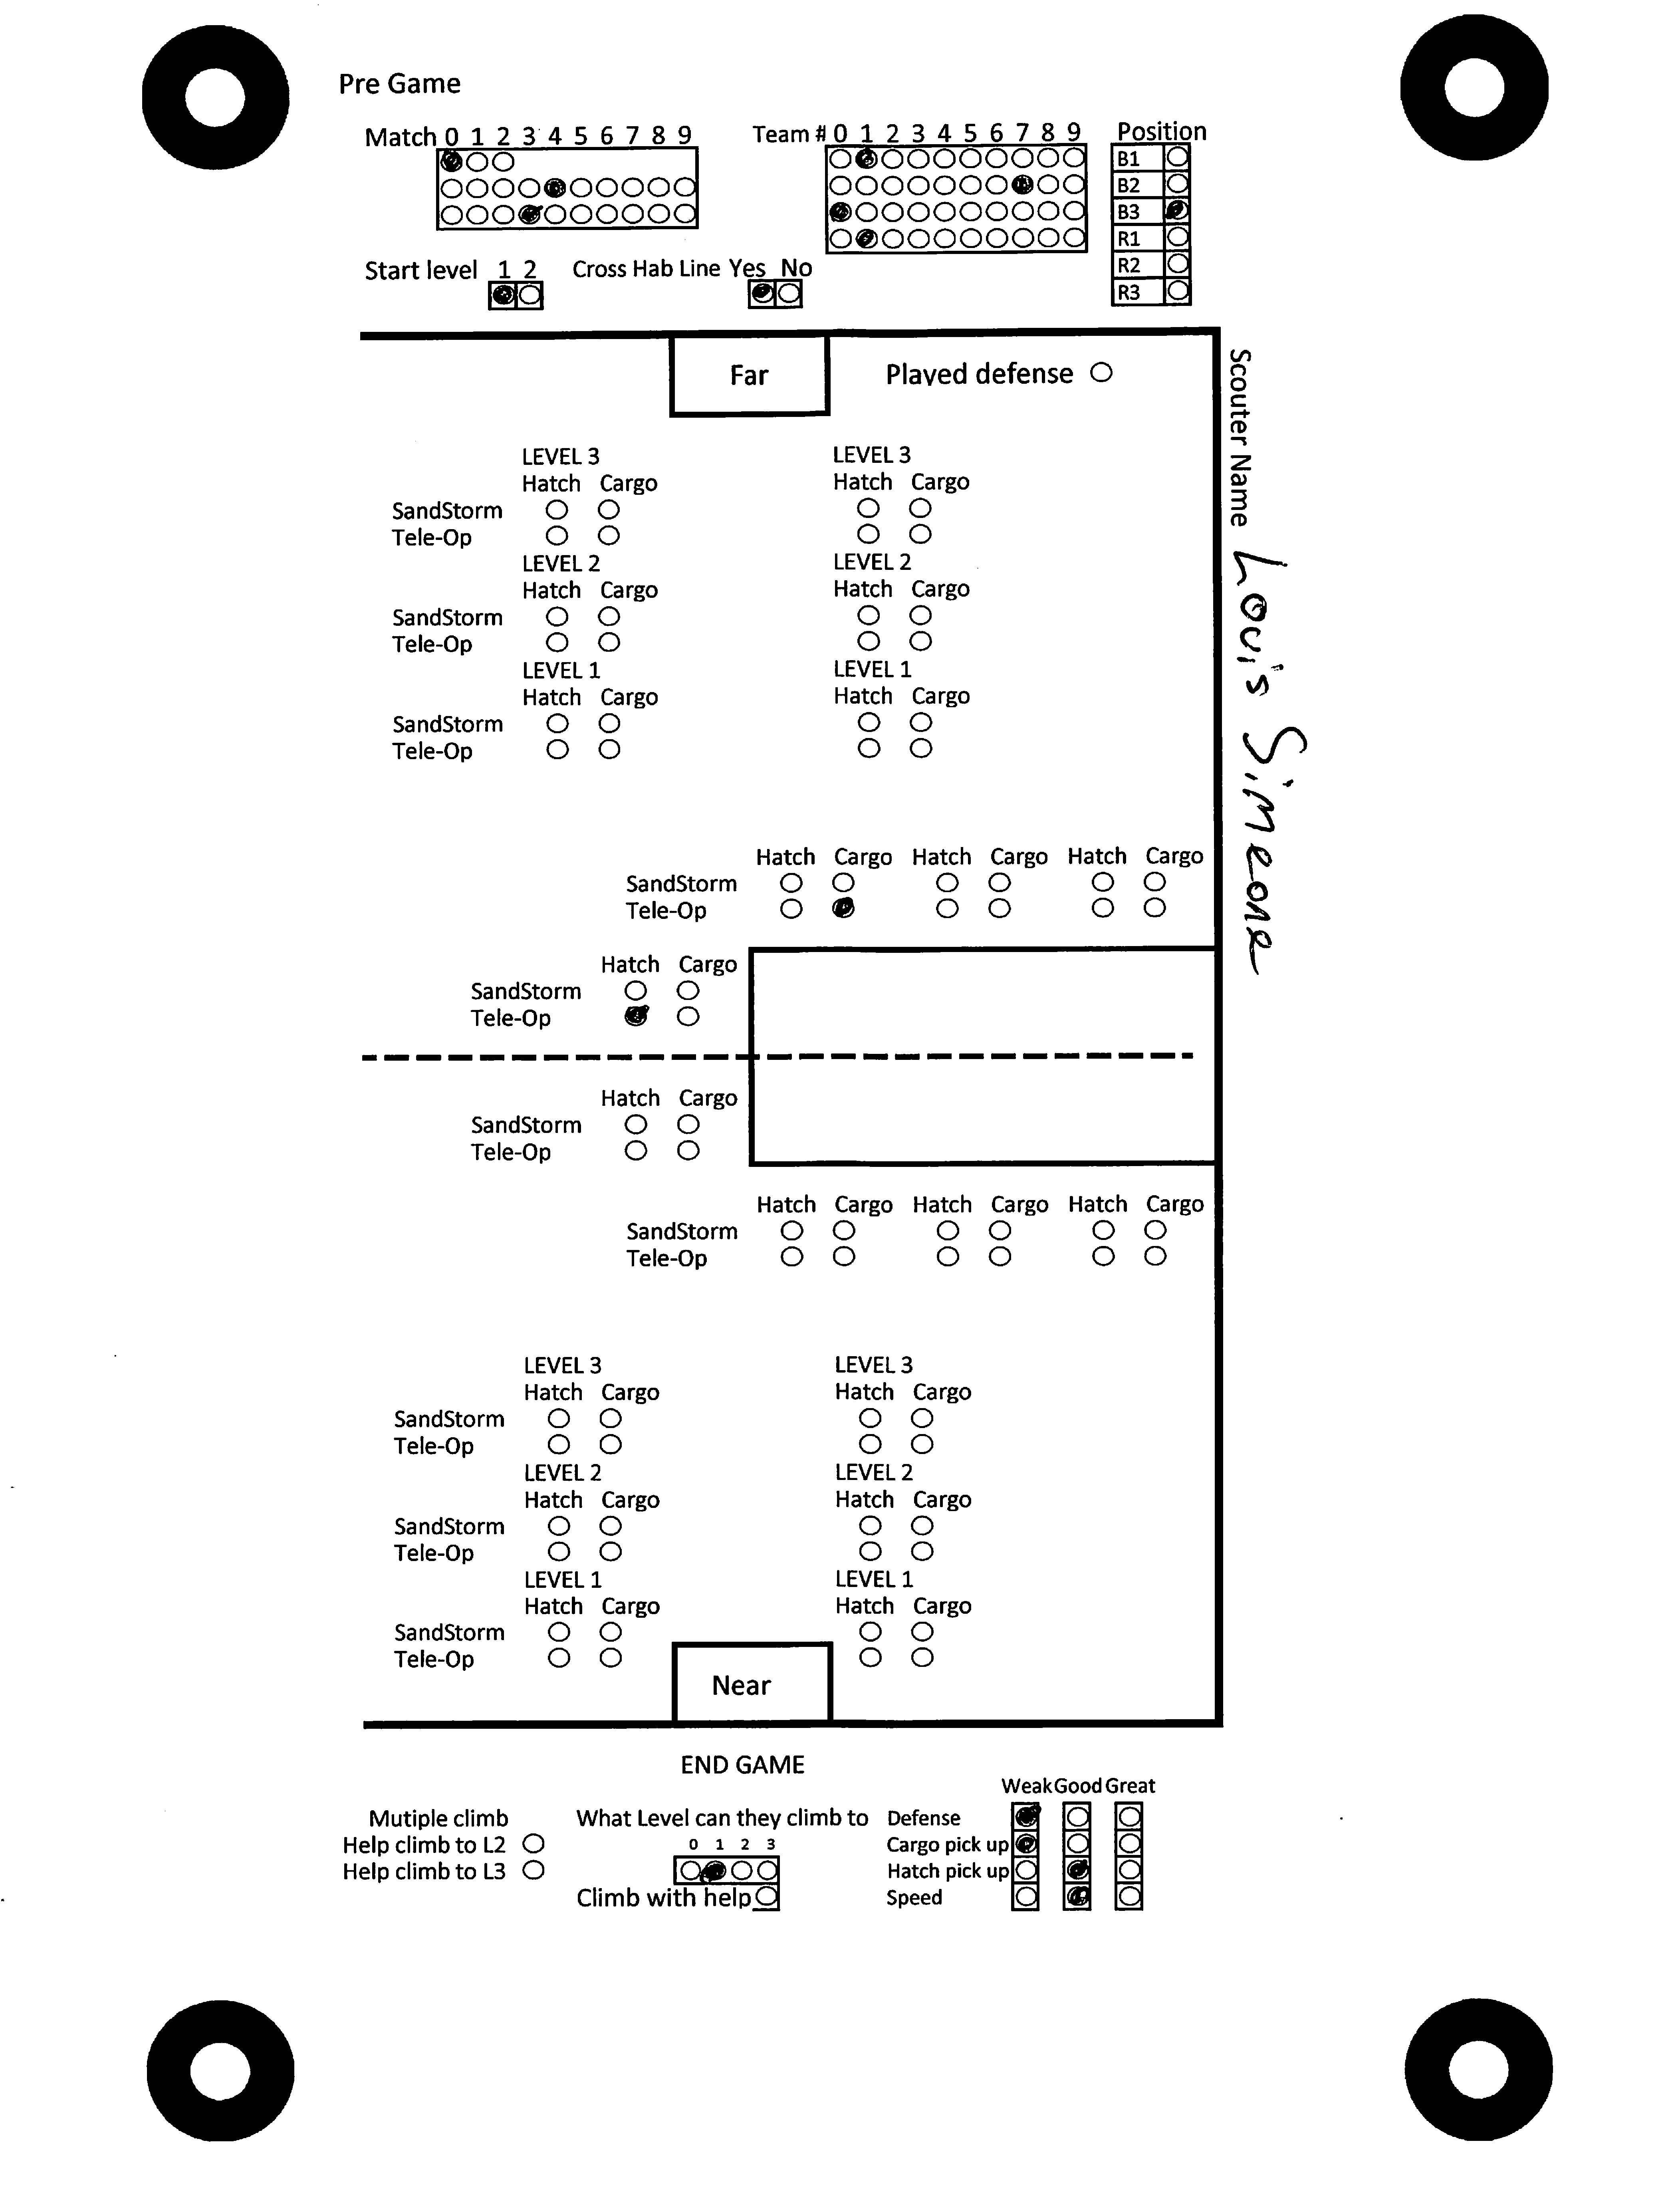 Pre Game
Match 0 1 2 3 4 5 6 7 8 9
Team # 0 1 2 3 4 5 6 7 8 9
Position
B1
B2
B3
R1
R2
R3
Start level 1 2
Cross Hab Line Yes No
Far
Played defense
Scouter Name Louis Simeone
LEVEL 3 LEVEL 3
Hatch Cargo Hatch Cargo
SandStorm
Tele-Op
LEVEL 2 LEVEL 2
Hatch Cargo Hatch Cargo
SandStorm
Tele-Op
LEVEL 1 LEVEL 1
Hatch Cargo Hatch Cargo
SandStorm
Tele-Op
Hatch Cargo Hatch Cargo Hatch Cargo
SandStorm
Tele-Op
Hatch Cargo
SandStorm
Tele-Op
Hatch Cargo
SandStorm
Tele-Op
Hatch Cargo Hatch Cargo Hatch Cargo
SandStorm
Tele-Op
LEVEL 3 LEVEL 3
Hatch Cargo Hatch Cargo
SandStorm
Tele-Op
LEVEL 2 LEVEL 2
Hatch Cargo Hatch Cargo
SandStorm
Tele-Op
LEVEL 1 LEVEL 1
Hatch Cargo Hatch Cargo
SandStorm
Tele-Op
Near
END GAME
Mutiple climb
Help climb to L2
Help climb to L3
What Level can they climb to
0 1 2 3
Climb with help
Weak Good Great
Defense
Cargo pick up
Hatch pick up
Speed